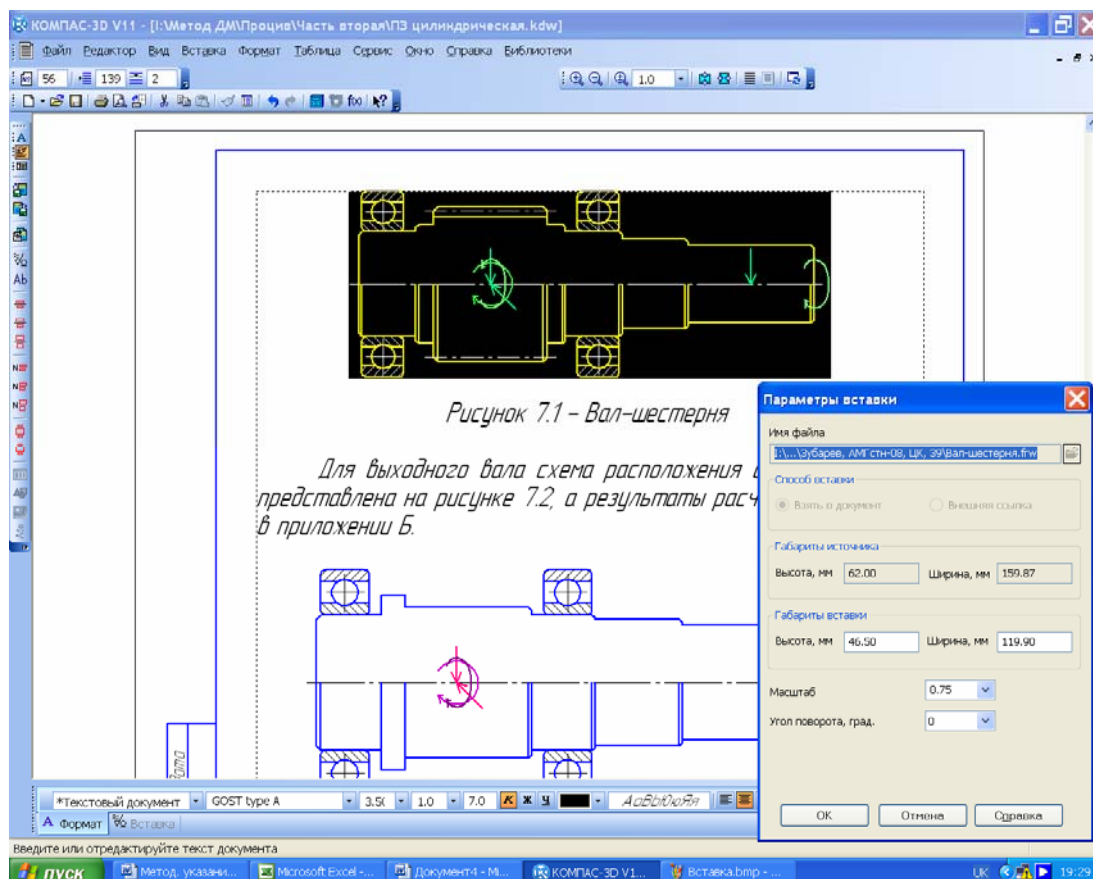 КОМПАС-3D V11 - [I:\Метод ДМ\Процив\Часть вторая\ПЗ цилиндрическая.kdw]
Файл Редактор Вид Вставка Формат Таблица Сервис Окно Справка Библиотеки
56 139 2 1.0
Рисунок 7.1 – Вал-шестерня
Для выходного вала схема расположения
представлена на рисунке 7.2, а результаты рас
в приложении Б.
Параметры вставки
Имя файла
I:\...\Зубарев, АМГстн-08, ЦК, 39\Вал-шестерня.frw
Способ вставки
Взять в документ Внешняя ссылка
Габариты источника
Высота, мм 62.00 Ширина, мм 159.87
Габариты вставки
Высота, мм 46.50 Ширина, мм 119.90
Масштаб 0.75
Угол поворота, град. 0
OK Отмена Справка
*Текстовый документ GOST type A 3.5( 1.0 7.0 К Ж Ч АаБbIЮюЯя
Формат Вставка
Введите или отредактируйте текст документа
пуск Метод. указани... Microsoft Excel -... Документ4 - M... КОМПАС-3D V1... Вставка.bmp - ... UK 19:29